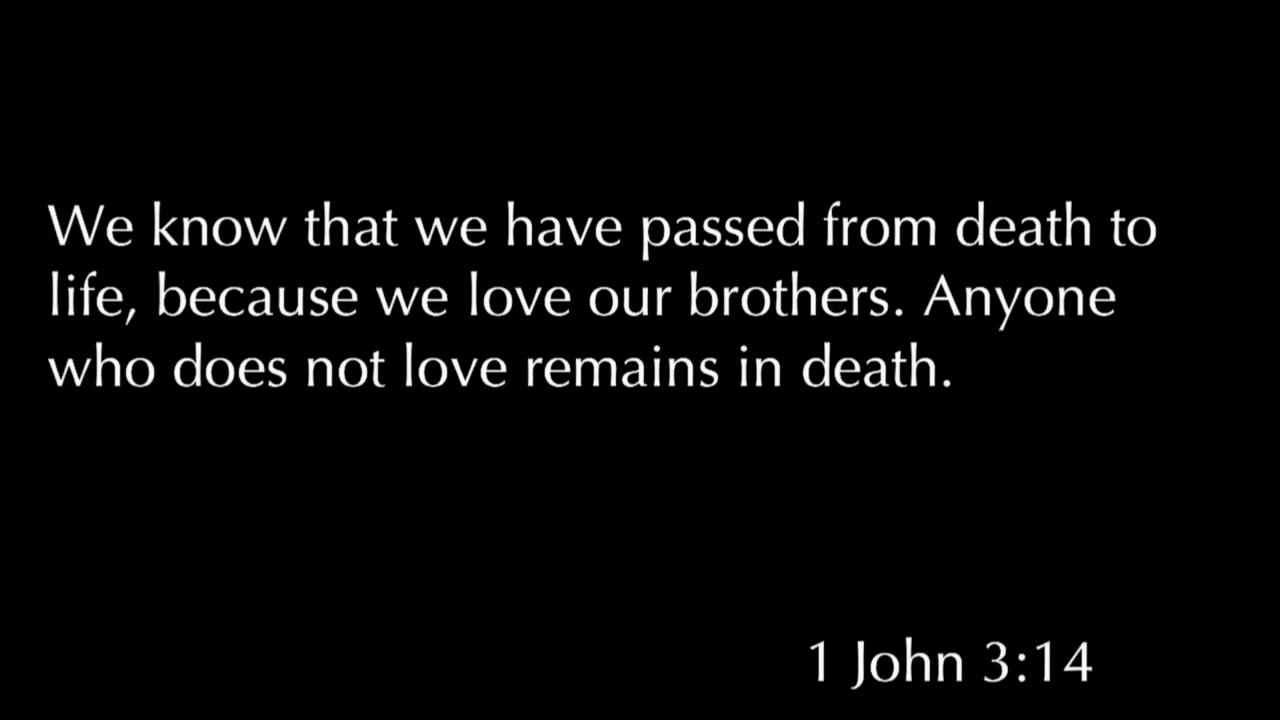 We know that we have passed from death to
life, because we love our brothers. Anyone
who does not love remains in death.
1 John 3:14